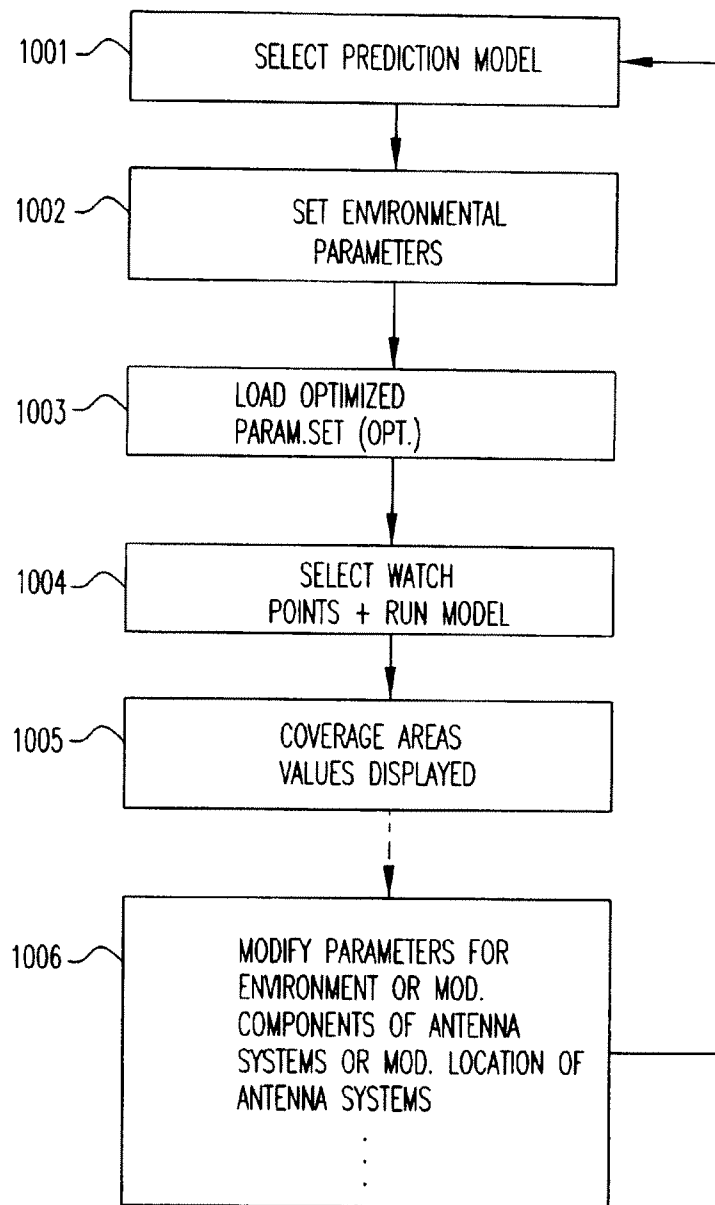 1001
SELECT PREDICTION MODEL
1002
SET ENVIRONMENTAL
PARAMETERS
1003
LOAD OPTIMIZED
PARAM.SET (OPT.)
1004
SELECT WATCH
POINTS + RUN MODEL
1005
COVERAGE AREAS
VALUES DISPLAYED
1006
MODIFY PARAMETERS FOR
ENVIRONMENT OR MOD.
COMPONENTS OF ANTENNA
SYSTEMS OR MOD. LOCATION OF
ANTENNA SYSTEMS
.
.
.